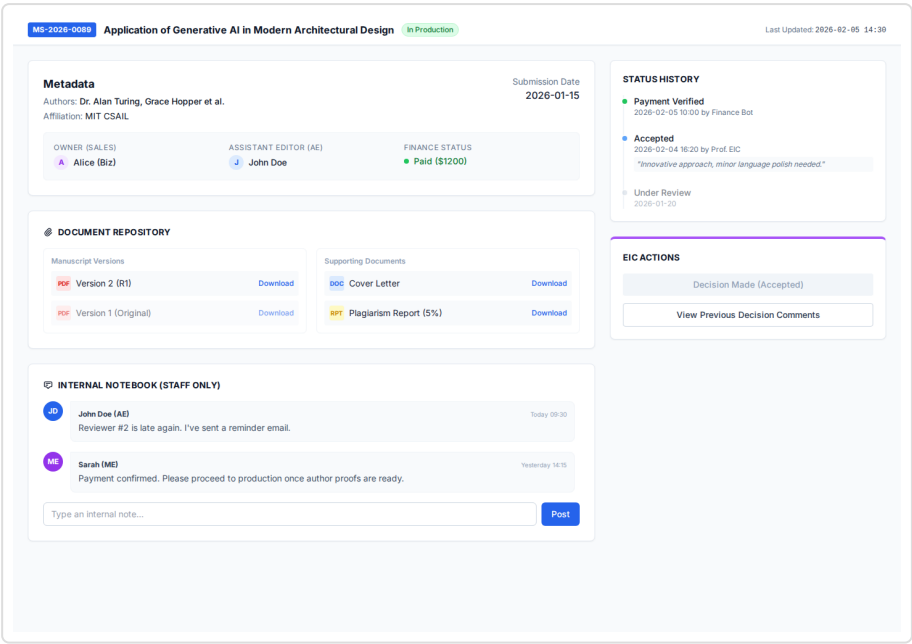 MS-2026-0089 Application of Generative AI in Modern Architectural Design In Production Last Updated: 2026-02-05 14:30
Metadata
Authors: Dr. Alan Turing, Grace Hopper et al.
Affiliation: MIT CSAIL
Submission Date
2026-01-15
OWNER (SALES)
A Alice (Biz)
ASSISTANT EDITOR (AE)
J John Doe
FINANCE STATUS
Paid ($1200)
DOCUMENT REPOSITORY
Manuscript Versions
PDF Version 2 (R1) Download
PDF Version 1 (Original) Download
Supporting Documents
DOC Cover Letter Download
RPT Plagiarism Report (5%) Download
INTERNAL NOTEBOOK (STAFF ONLY)
JD John Doe (AE) Today 09:30
Reviewer #2 is late again. I've sent a reminder email.
ME Sarah (ME) Yesterday 14:15
Payment confirmed. Please proceed to production once author proofs are ready.
Type an internal note... Post
STATUS HISTORY
Payment Verified
2026-02-05 10:00 by Finance Bot
Accepted
2026-02-04 16:20 by Prof. EIC
"Innovative approach, minor language polish needed."
Under Review
2026-01-20
EIC ACTIONS
Decision Made (Accepted)
View Previous Decision Comments